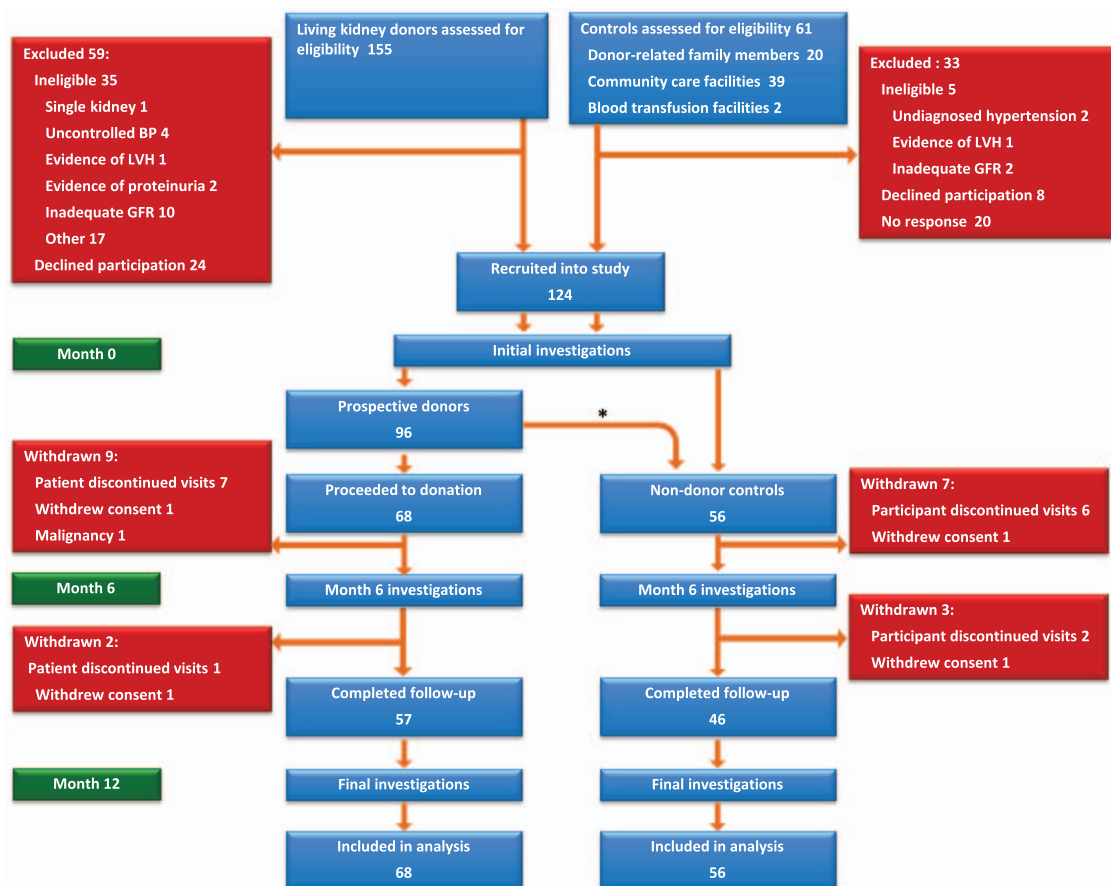 Living kidney donors assessed for
eligibility 155
Controls assessed for eligibility 61
Donor-related family members 20
Community care facilities 39
Blood transfusion facilities 2
Excluded 59:
Ineligible 35
Single kidney 1
Uncontrolled BP 4
Evidence of LVH 1
Evidence of proteinuria 2
Inadequate GFR 10
Other 17
Declined participation 24
Excluded : 33
Ineligible 5
Undiagnosed hypertension 2
Evidence of LVH 1
Inadequate GFR 2
Declined participation 8
No response 20
Recruited into study
124
Month 0
Initial investigations
Prospective donors
96
*
Withdrawn 9:
Patient discontinued visits 7
Withdrew consent 1
Malignancy 1
Proceeded to donation
68
Non-donor controls
56
Withdrawn 7:
Participant discontinued visits 6
Withdrew consent 1
Month 6
Month 6 investigations
Month 6 investigations
Withdrawn 2:
Patient discontinued visits 1
Withdrew consent 1
Withdrawn 3:
Participant discontinued visits 2
Withdrew consent 1
Completed follow-up
57
Completed follow-up
46
Month 12
Final investigations
Final investigations
Included in analysis
68
Included in analysis
56